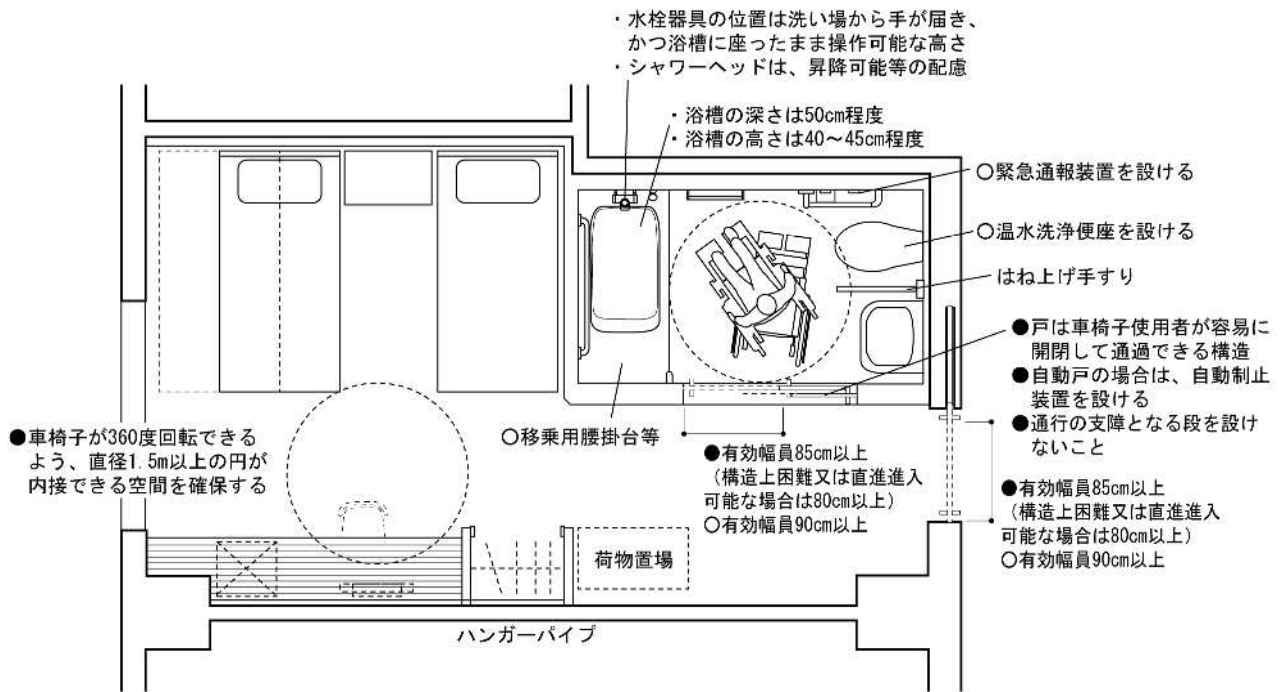 ・水栓器具の位置は洗い場から手が届き、
かつ浴槽に座ったまま操作可能な高さ
・シャワーヘッドは、昇降可能等の配慮
・浴槽の深さは50cm程度
・浴槽の高さは40～45cm程度
○緊急通報装置を設ける
○温水洗浄便座を設ける
はね上げ手すり
●戸は車椅子使用者が容易に
開閉して通過できる構造
●自動戸の場合は、自動制止
装置を設ける
●通行の支障となる段を設け
ないこと
●車椅子が360度回転できる
よう、直径1.5m以上の円が
内接できる空間を確保する
○移乗用腰掛台等
●有効幅員85cm以上
（構造上困難又は直進進入
可能な場合は80cm以上）
○有効幅員90cm以上
●有効幅員85cm以上
（構造上困難又は直進進入
可能な場合は80cm以上）
○有効幅員90cm以上
荷物置場
ハンガーパイプ